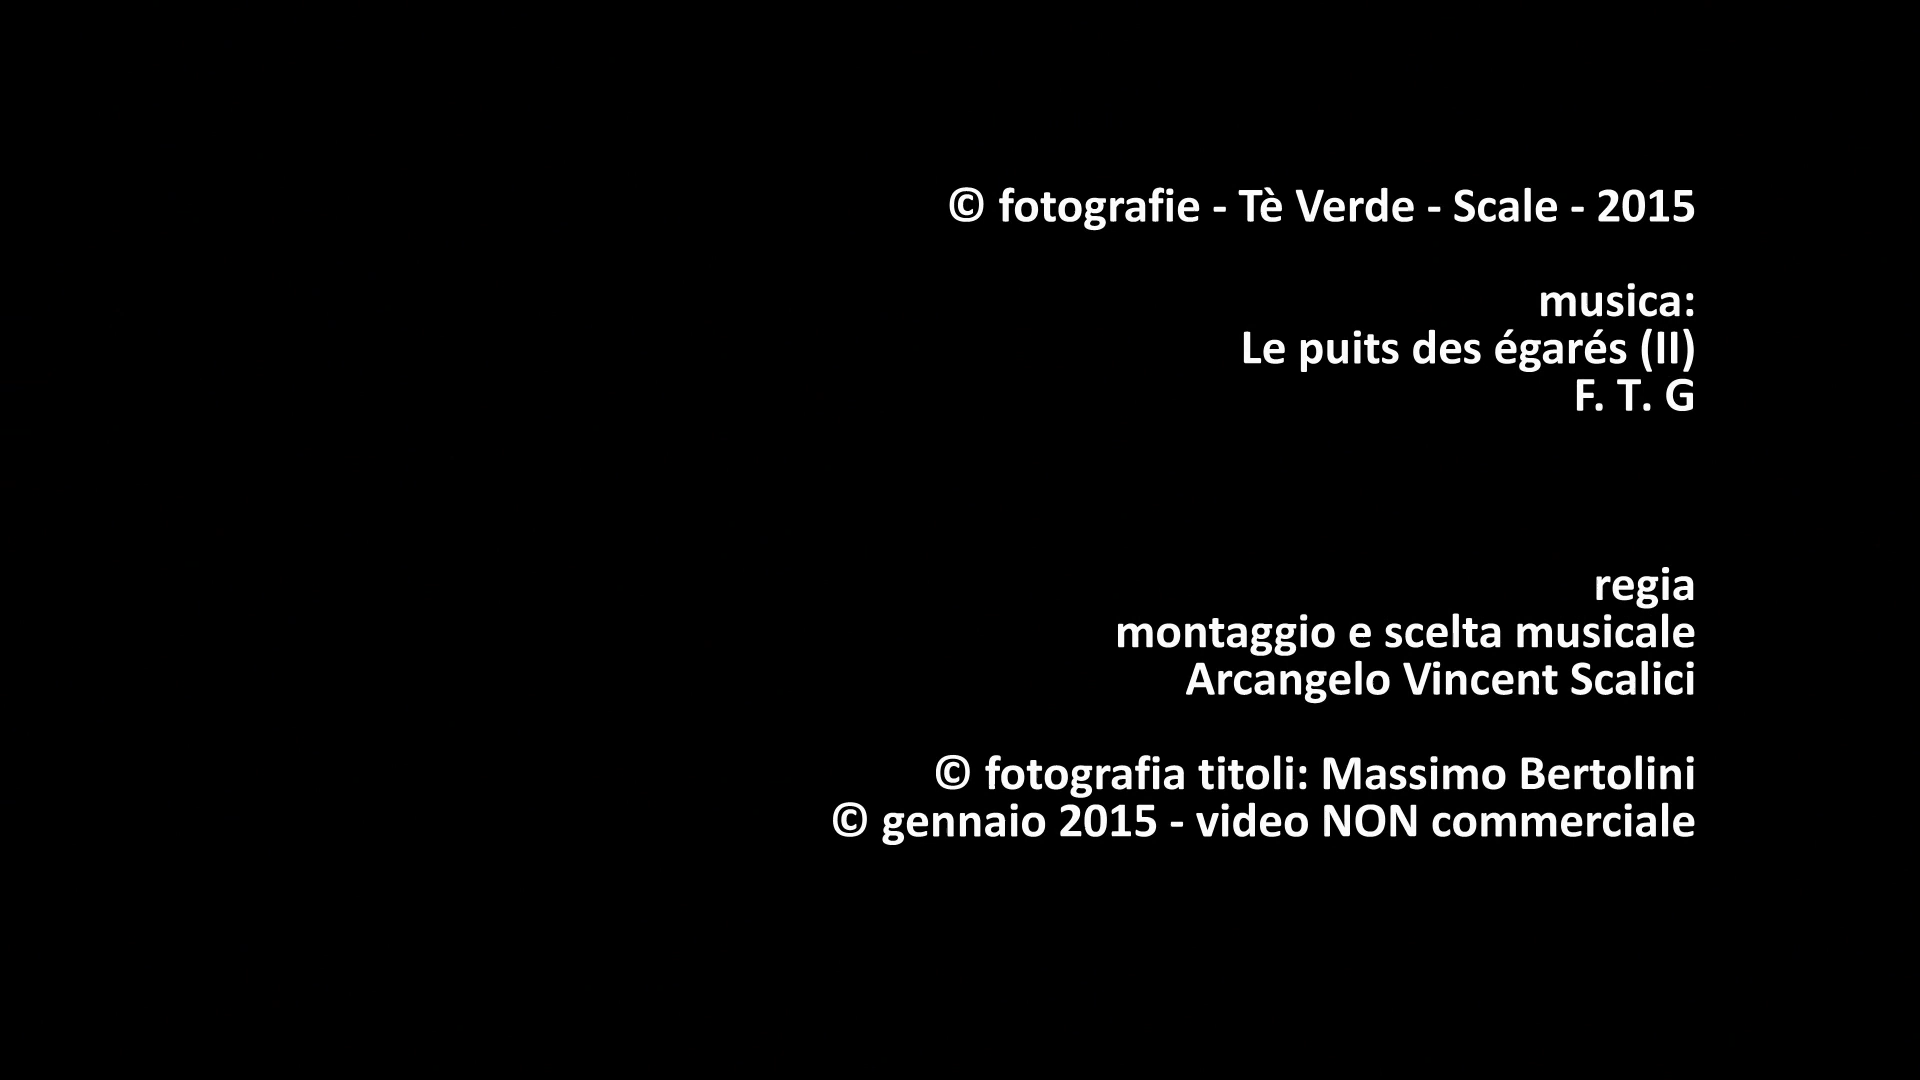 © fotografie - Tè Verde - Scale - 2015
musica:
Le puits des égarés (II)
F. T. G
regia
montaggio e scelta musicale
Arcangelo Vincent Scalici
© fotografia titoli: Massimo Bertolini
© gennaio 2015 - video NON commerciale